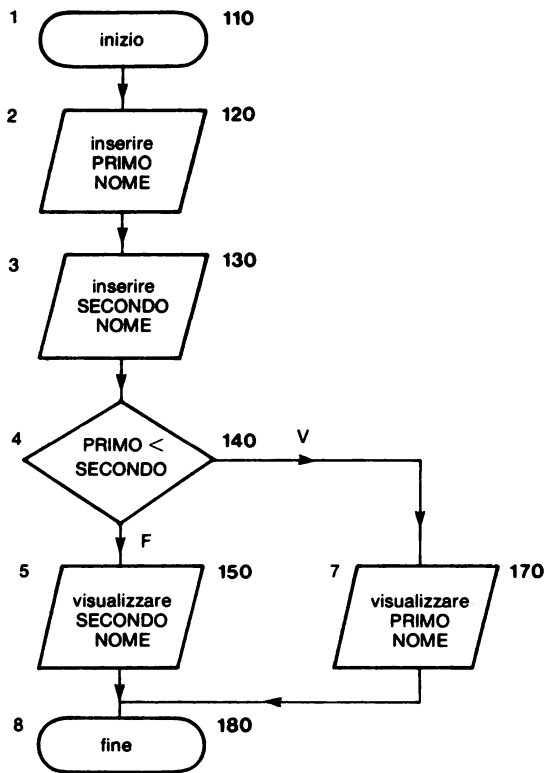 1 110
inizio
2 120
inserire
PRIMO
NOME
3 130
inserire
SECONDO
NOME
4 140 V
PRIMO <
SECONDO
F
5 150
visualizzare
SECONDO
NOME
7 170
visualizzare
PRIMO
NOME
8 180
fine